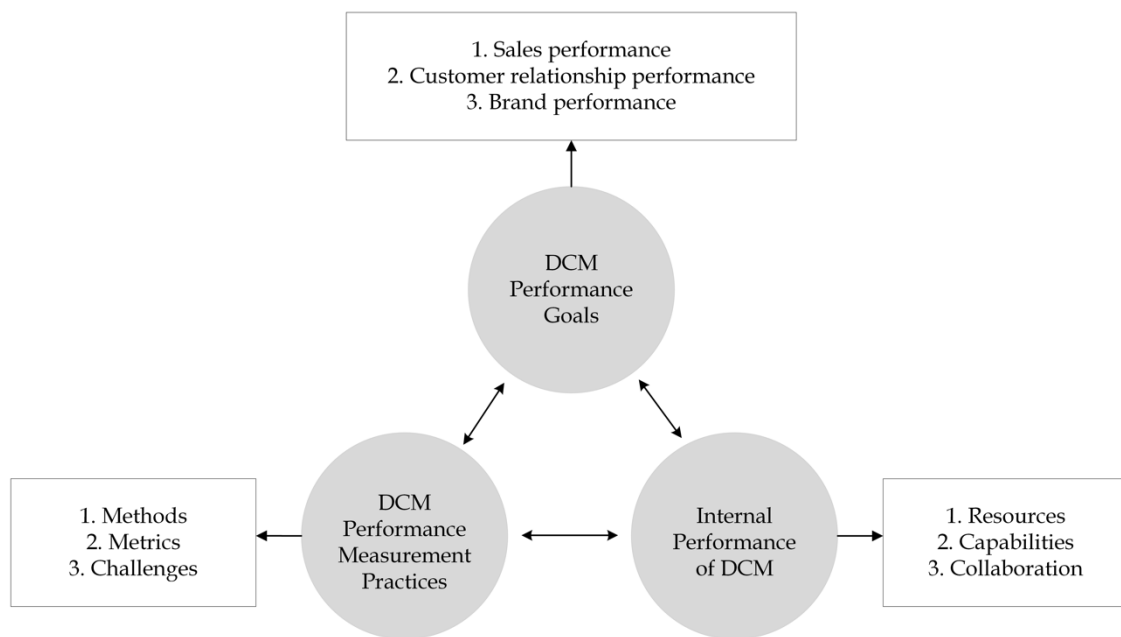 1. Sales performance
2. Customer relationship performance
3. Brand performance
DCM
Performance
Goals
1. Methods
2. Metrics
3. Challenges
DCM
Performance
Measurement
Practices
Internal
Performance
of DCM
1. Resources
2. Capabilities
3. Collaboration